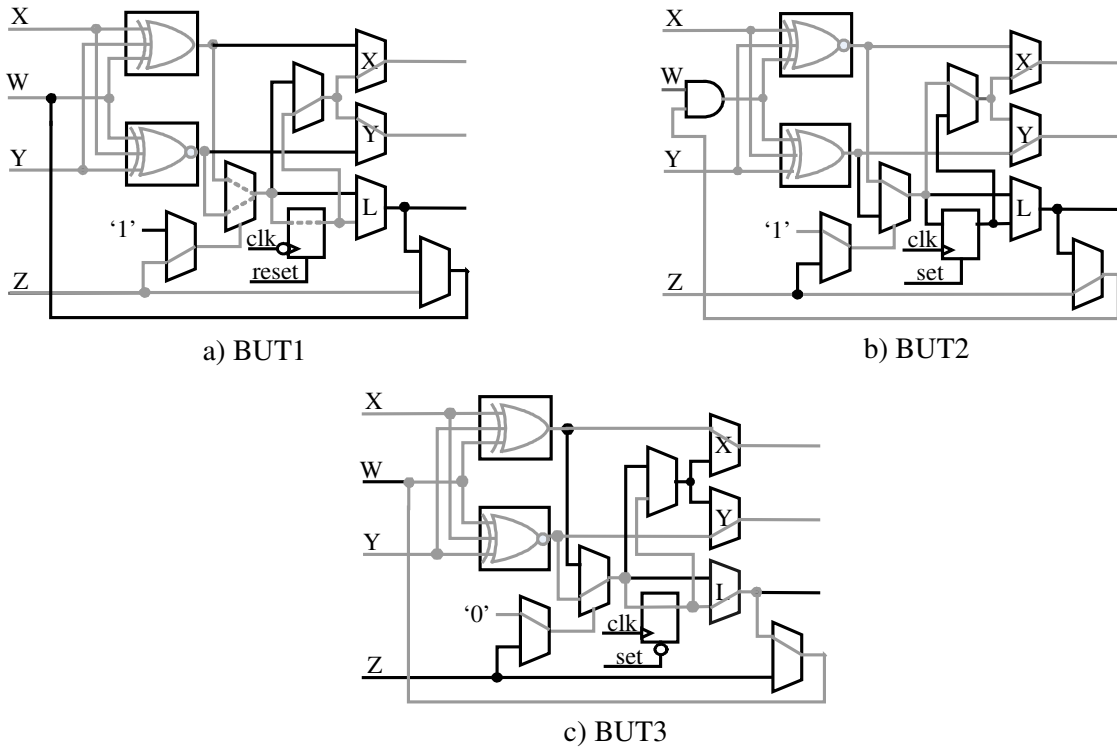 X
W
Y
'1'
Z
X
Y
L
clk
reset
a) BUT1
X
W
Y
'1'
Z
X
Y
L
clk
set
b) BUT2
X
W
Y
'0'
Z
X
Y
L
clk
set
c) BUT3